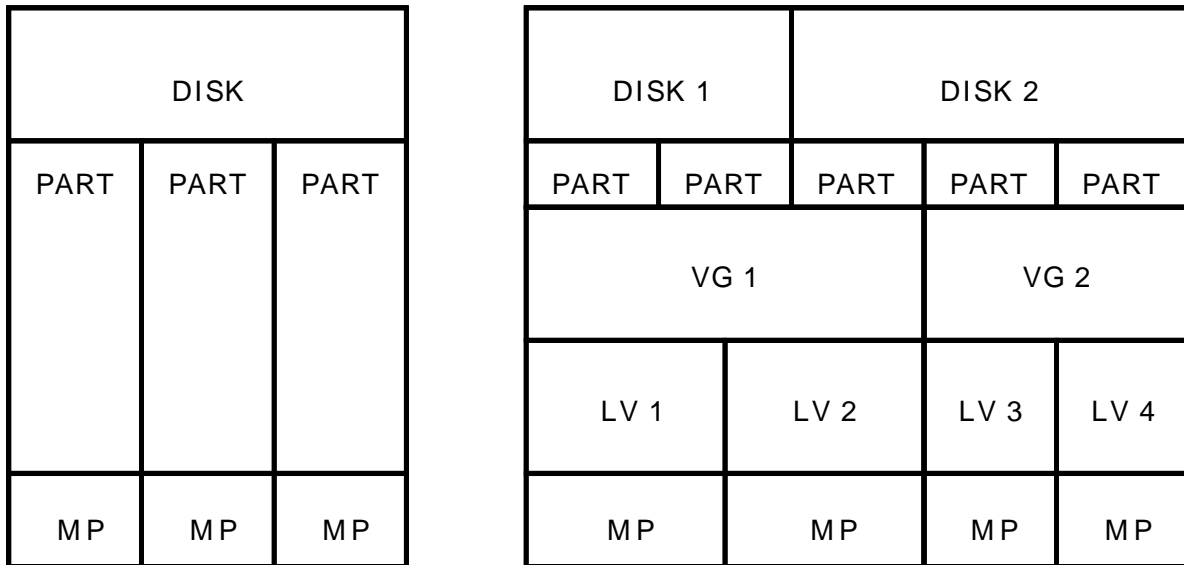 DISK
PART PART PART
MP MP MP
DISK 1 DISK 2
PART PART PART PART PART
VG 1 VG 2
LV 1 LV 2 LV 3 LV 4
MP MP MP MP